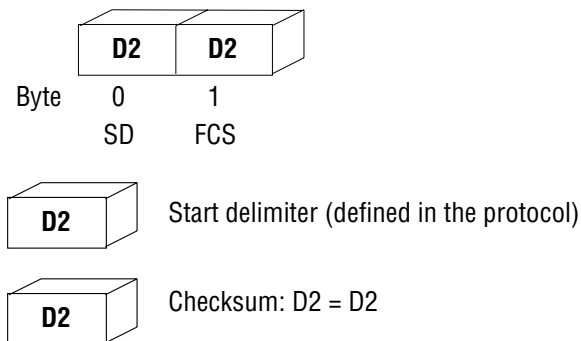 D2 D2
Byte 0 1
SD FCS
D2 Start delimiter (defined in the protocol)
D2 Checksum: D2 = D2